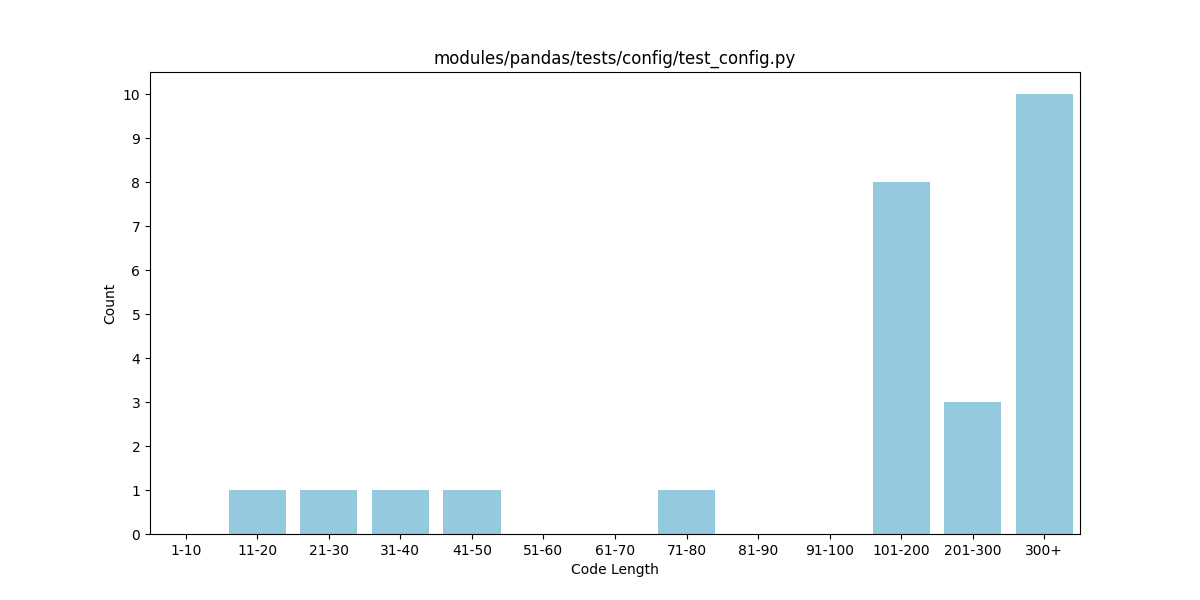 modules/pandas/tests/config/test_config.py
Count
10
9
8
7
6
5
4
3
2
1
0
1-10 11-20 21-30 31-40 41-50 51-60 61-70 71-80 81-90 91-100 101-200 201-300 300+
Code Length